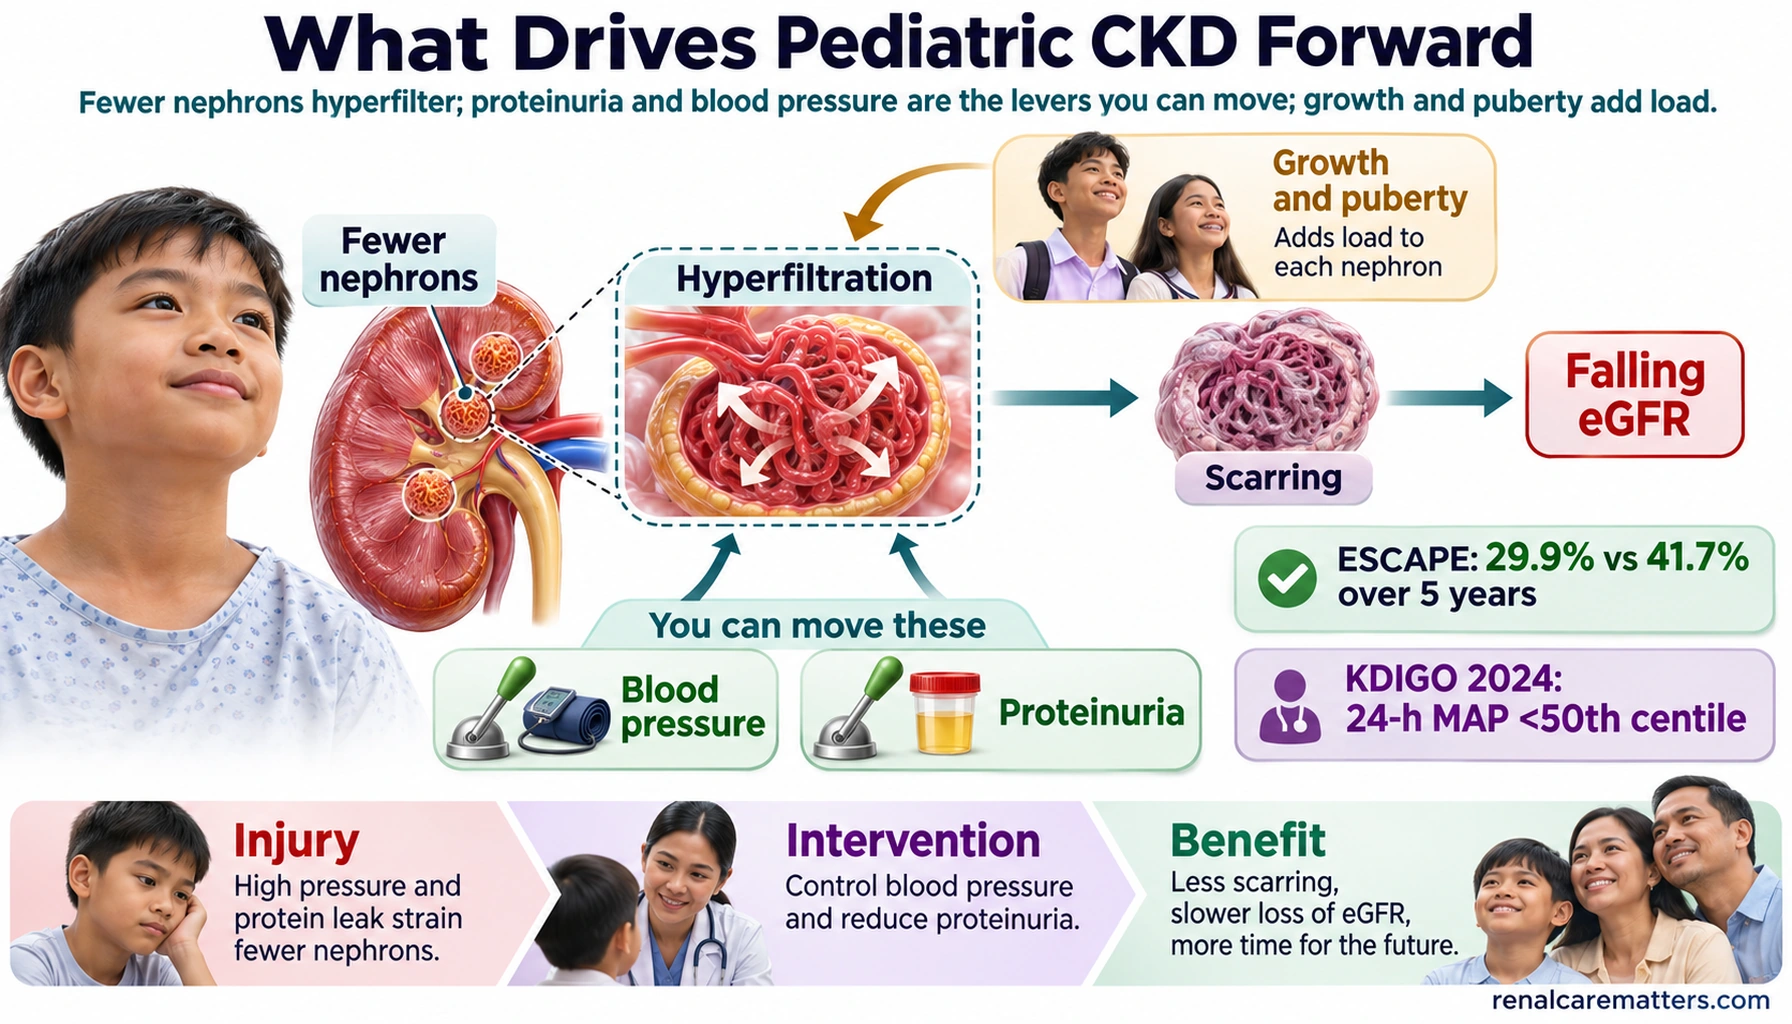 What Drives Pediatric CKD Forward
Fewer nephrons hyperfilter; proteinuria and blood pressure are the levers you can move; growth and puberty add load.
Fewer
nephrons
Hyperfiltration
Growth
and puberty
Adds load to
each nephron
Scarring
Falling
eGFR
You can move these
Blood
pressure
Proteinuria
ESCAPE: 29.9% vs 41.7%
over 5 years
KDIGO 2024:
24-h MAP <50th centile
Injury
High pressure and
protein leak strain
fewer nephrons.
Intervention
Control blood pressure
and reduce proteinuria.
Benefit
Less scarring,
slower loss of eGFR,
more time for the future.
renalcarematters.com